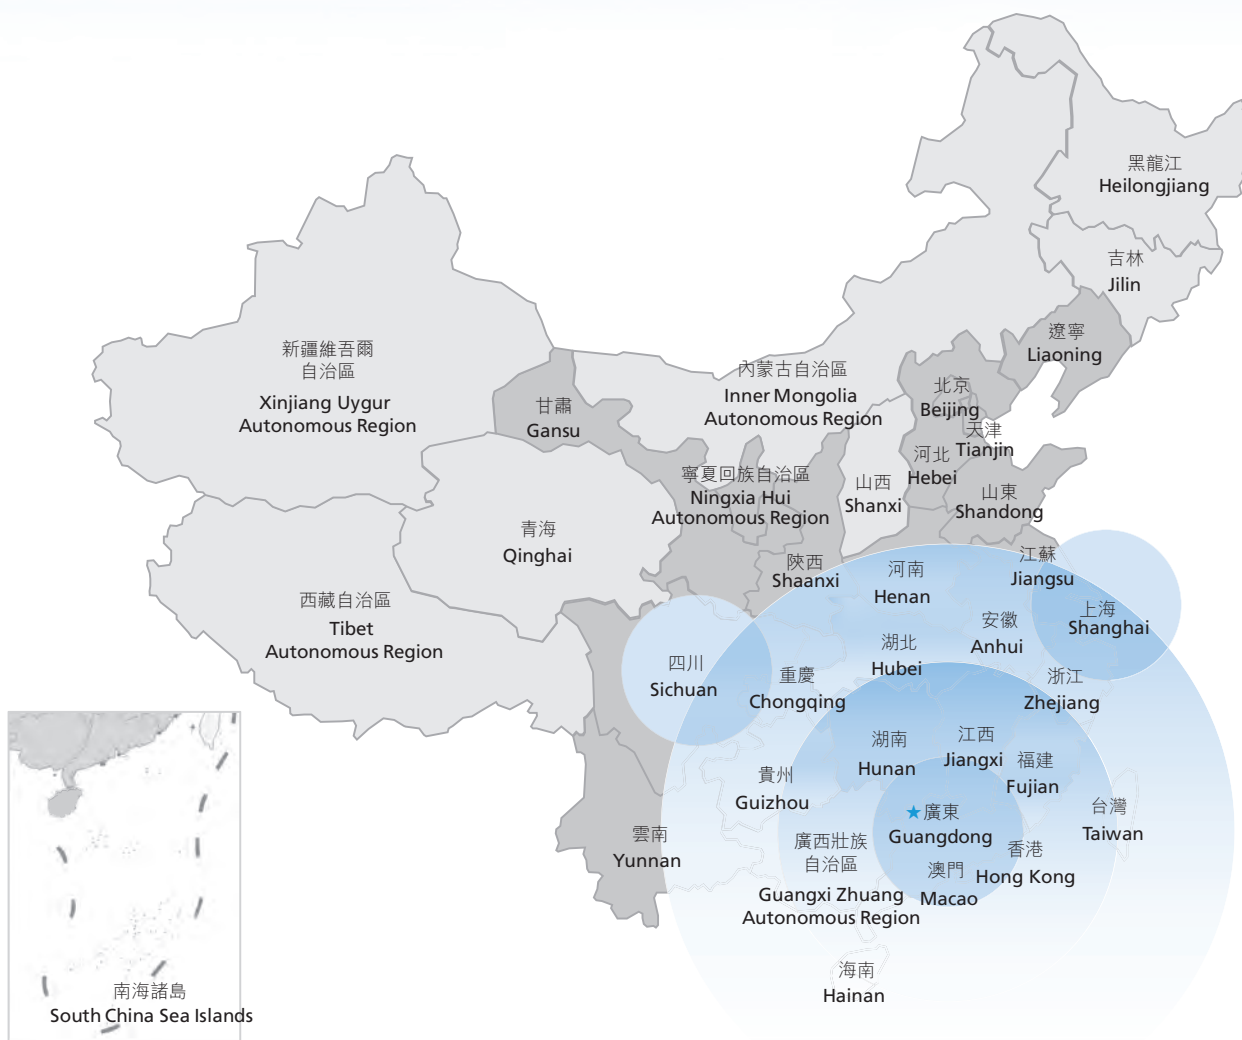 黑龍江
Heilongjiang
吉林
Jilin
遼寧
Liaoning
新疆維吾爾
自治區
Xinjiang Uygur
Autonomous Region
內蒙古自治區
Inner Mongolia
Autonomous Region
北京
Beijing
甘肅
Gansu
天津
Tianjin
河北
Hebei
寧夏回族自治區
Ningxia Hui
Autonomous Region
山西
Shanxi
山東
Shandong
青海
Qinghai
陝西
Shaanxi
河南
Henan
江蘇
Jiangsu
西藏自治區
Tibet
Autonomous Region
安徽
Anhui
上海
Shanghai
四川
Sichuan
重慶
Chongqing
湖北
Hubei
浙江
Zhejiang
湖南
Hunan
江西
Jiangxi
福建
Fujian
貴州
Guizhou
台灣
Taiwan
雲南
Yunnan
廣西壯族
自治區
Guangxi Zhuang
Autonomous Region
★廣東
Guangdong
香港
Hong Kong
澳門
Macao
海南
Hainan
南海諸島
South China Sea Islands